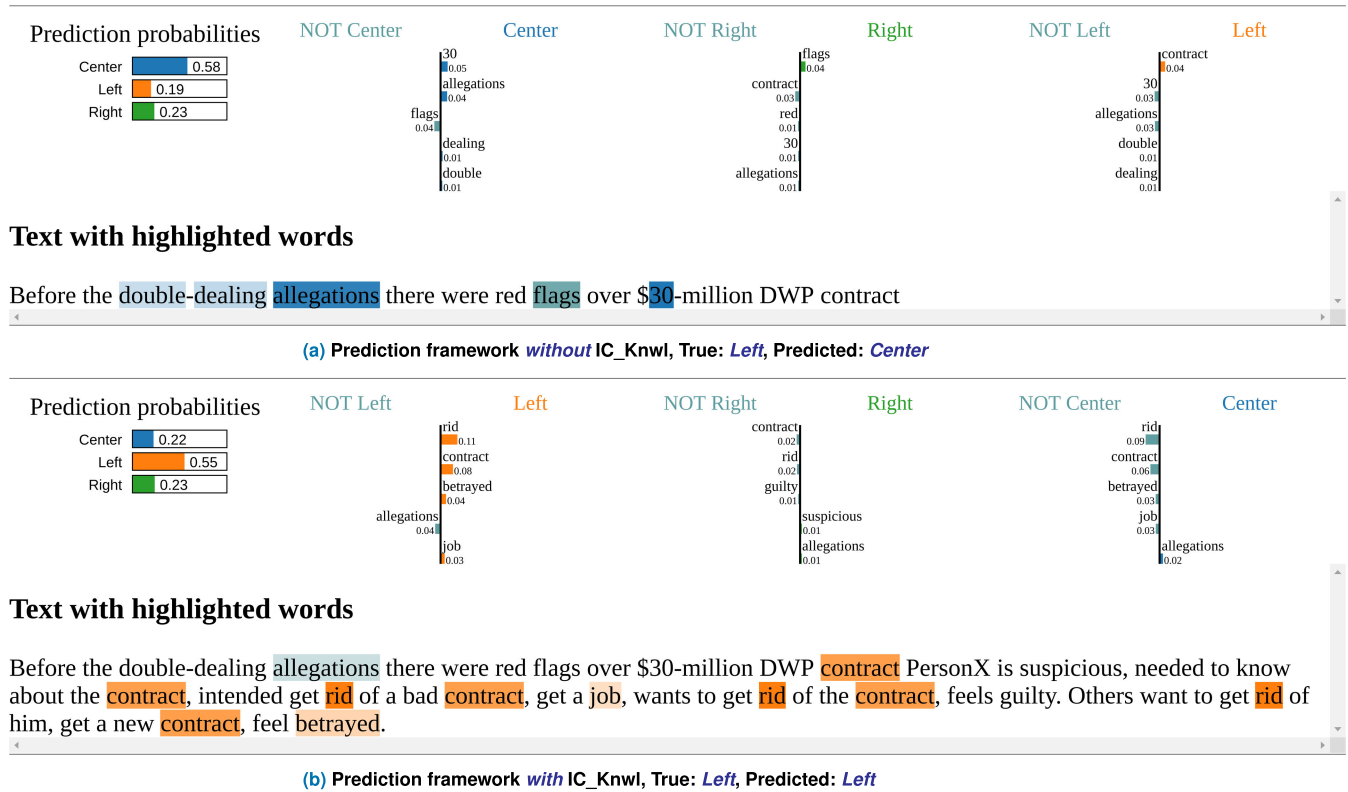 Prediction probabilities
Center 0.58
Left 0.19
Right 0.23
NOT Center Center
30
0.05
allegations
0.04
flags
0.04
dealing
0.01
double
0.01
NOT Right Right
flags
0.04
contract
0.03
red
0.01
30
0.01
allegations
0.01
NOT Left Left
contract
0.04
30
0.03
allegations
0.03
double
0.01
dealing
0.01
Text with highlighted words
Before the double-dealing allegations there were red flags over $30-million DWP contract
(a) Prediction framework without IC_Knwl, True: Left, Predicted: Center
Prediction probabilities
Center 0.22
Left 0.55
Right 0.23
NOT Left Left
rid
0.11
contract
0.08
betrayed
0.04
allegations
0.04
job
0.03
NOT Right Right
contract
0.02
rid
0.02
guilty
0.01
suspicious
0.01
allegations
0.01
NOT Center Center
rid
0.09
contract
0.06
betrayed
0.03
job
0.03
allegations
0.02
Text with highlighted words
Before the double-dealing allegations there were red flags over $30-million DWP contract PersonX is suspicious, needed to know
about the contract, intended get rid of a bad contract, get a job, wants to get rid of the contract, feels guilty. Others want to get rid of
him, get a new contract, feel betrayed.
(b) Prediction framework with IC_Knwl, True: Left, Predicted: Left